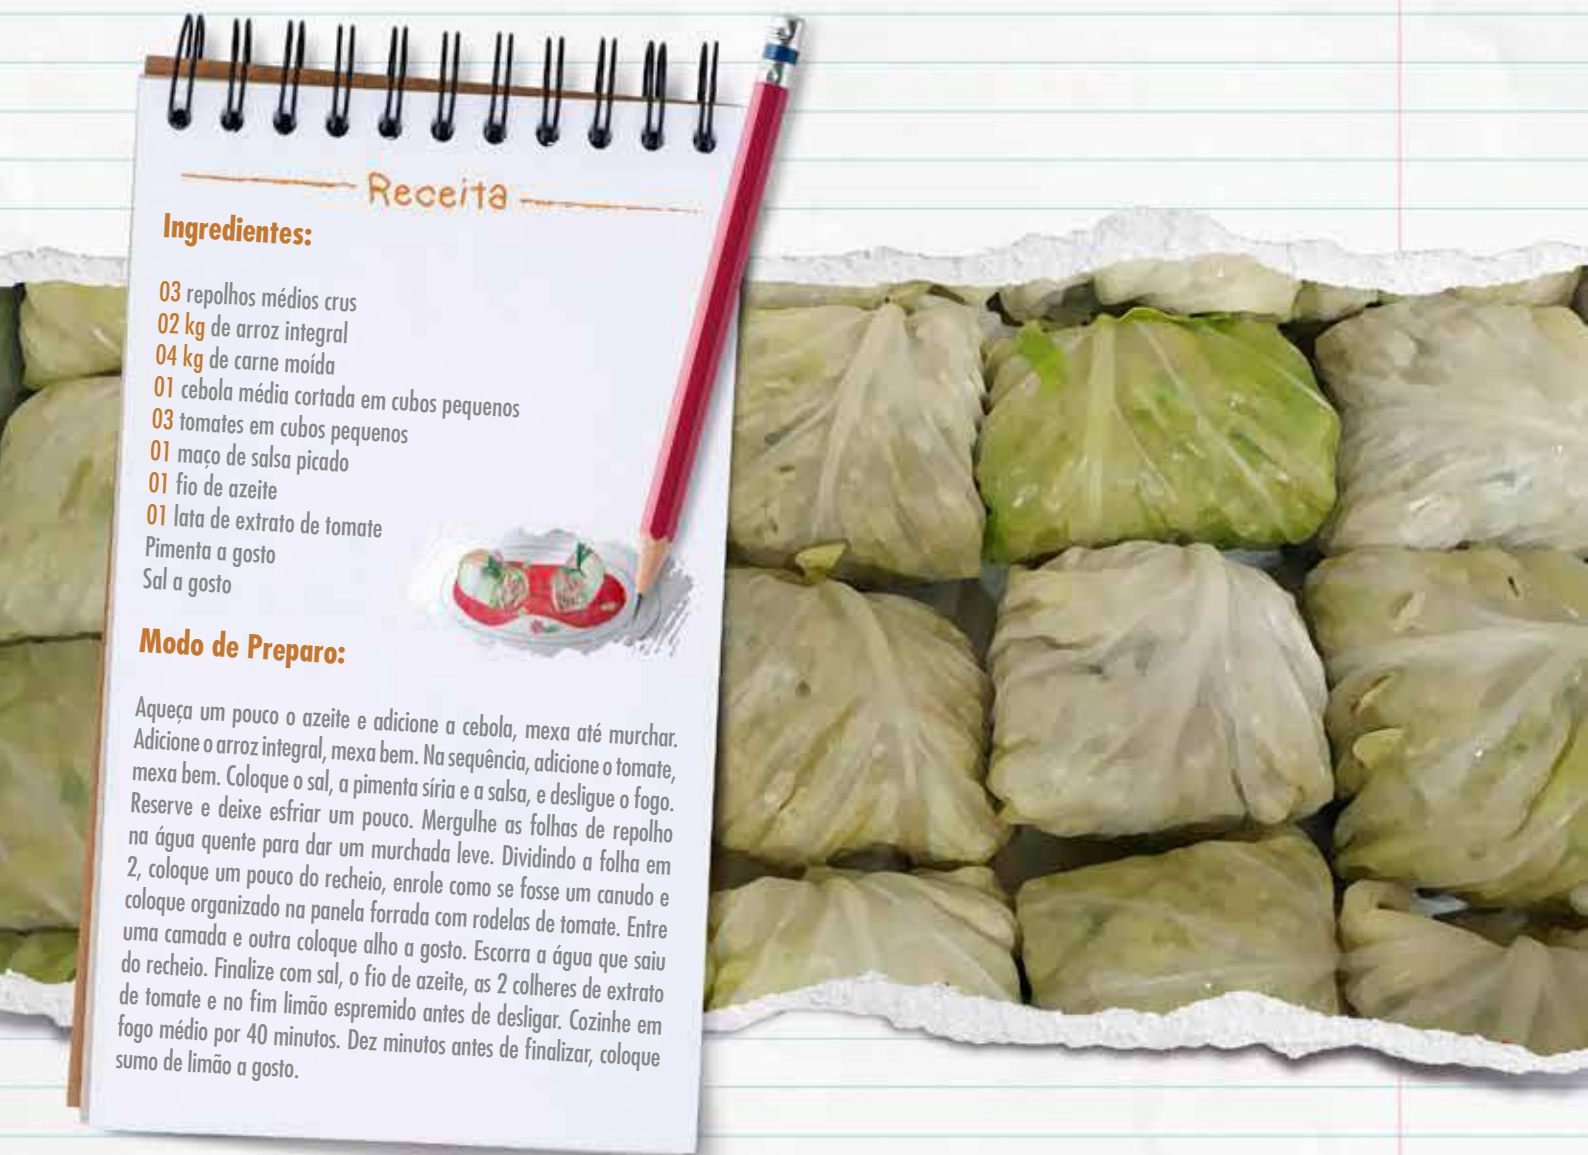 Receita
Ingredientes:
03 repolhos médios crus
02 kg de arroz integral
04 kg de carne moída
01 cebola média cortada em cubos pequenos
03 tomates em cubos pequenos
01 maço de salsa picado
01 fio de azeite
01 lata de extrato de tomate
Pimenta a gosto
Sal a gosto
Modo de Preparo:
Aqueça um pouco o azeite e adicione a cebola, mexa até murchar.
Adicione o arroz integral, mexa bem. Na sequência, adicione o tomate,
mexa bem. Coloque o sal, a pimenta síria e a salsa, e desligue o fogo.
Reserve e deixe esfriar um pouco. Mergulhe as folhas de repolho
na água quente para dar um murchada leve. Dividindo a folha em
2, coloque um pouco do recheio, enrole como se fosse um canudo e
coloque organizado na panela forrada com rodelas de tomate. Entre
uma camada e outra coloque alho a gosto. Escorra a água que saiu
do recheio. Finalize com sal, o fio de azeite, as 2 colheres de extrato
de tomate e no fim limão espremido antes de desligar. Cozinhe em
fogo médio por 40 minutos. Dez minutos antes de finalizar, coloque
sumo de limão a gosto.